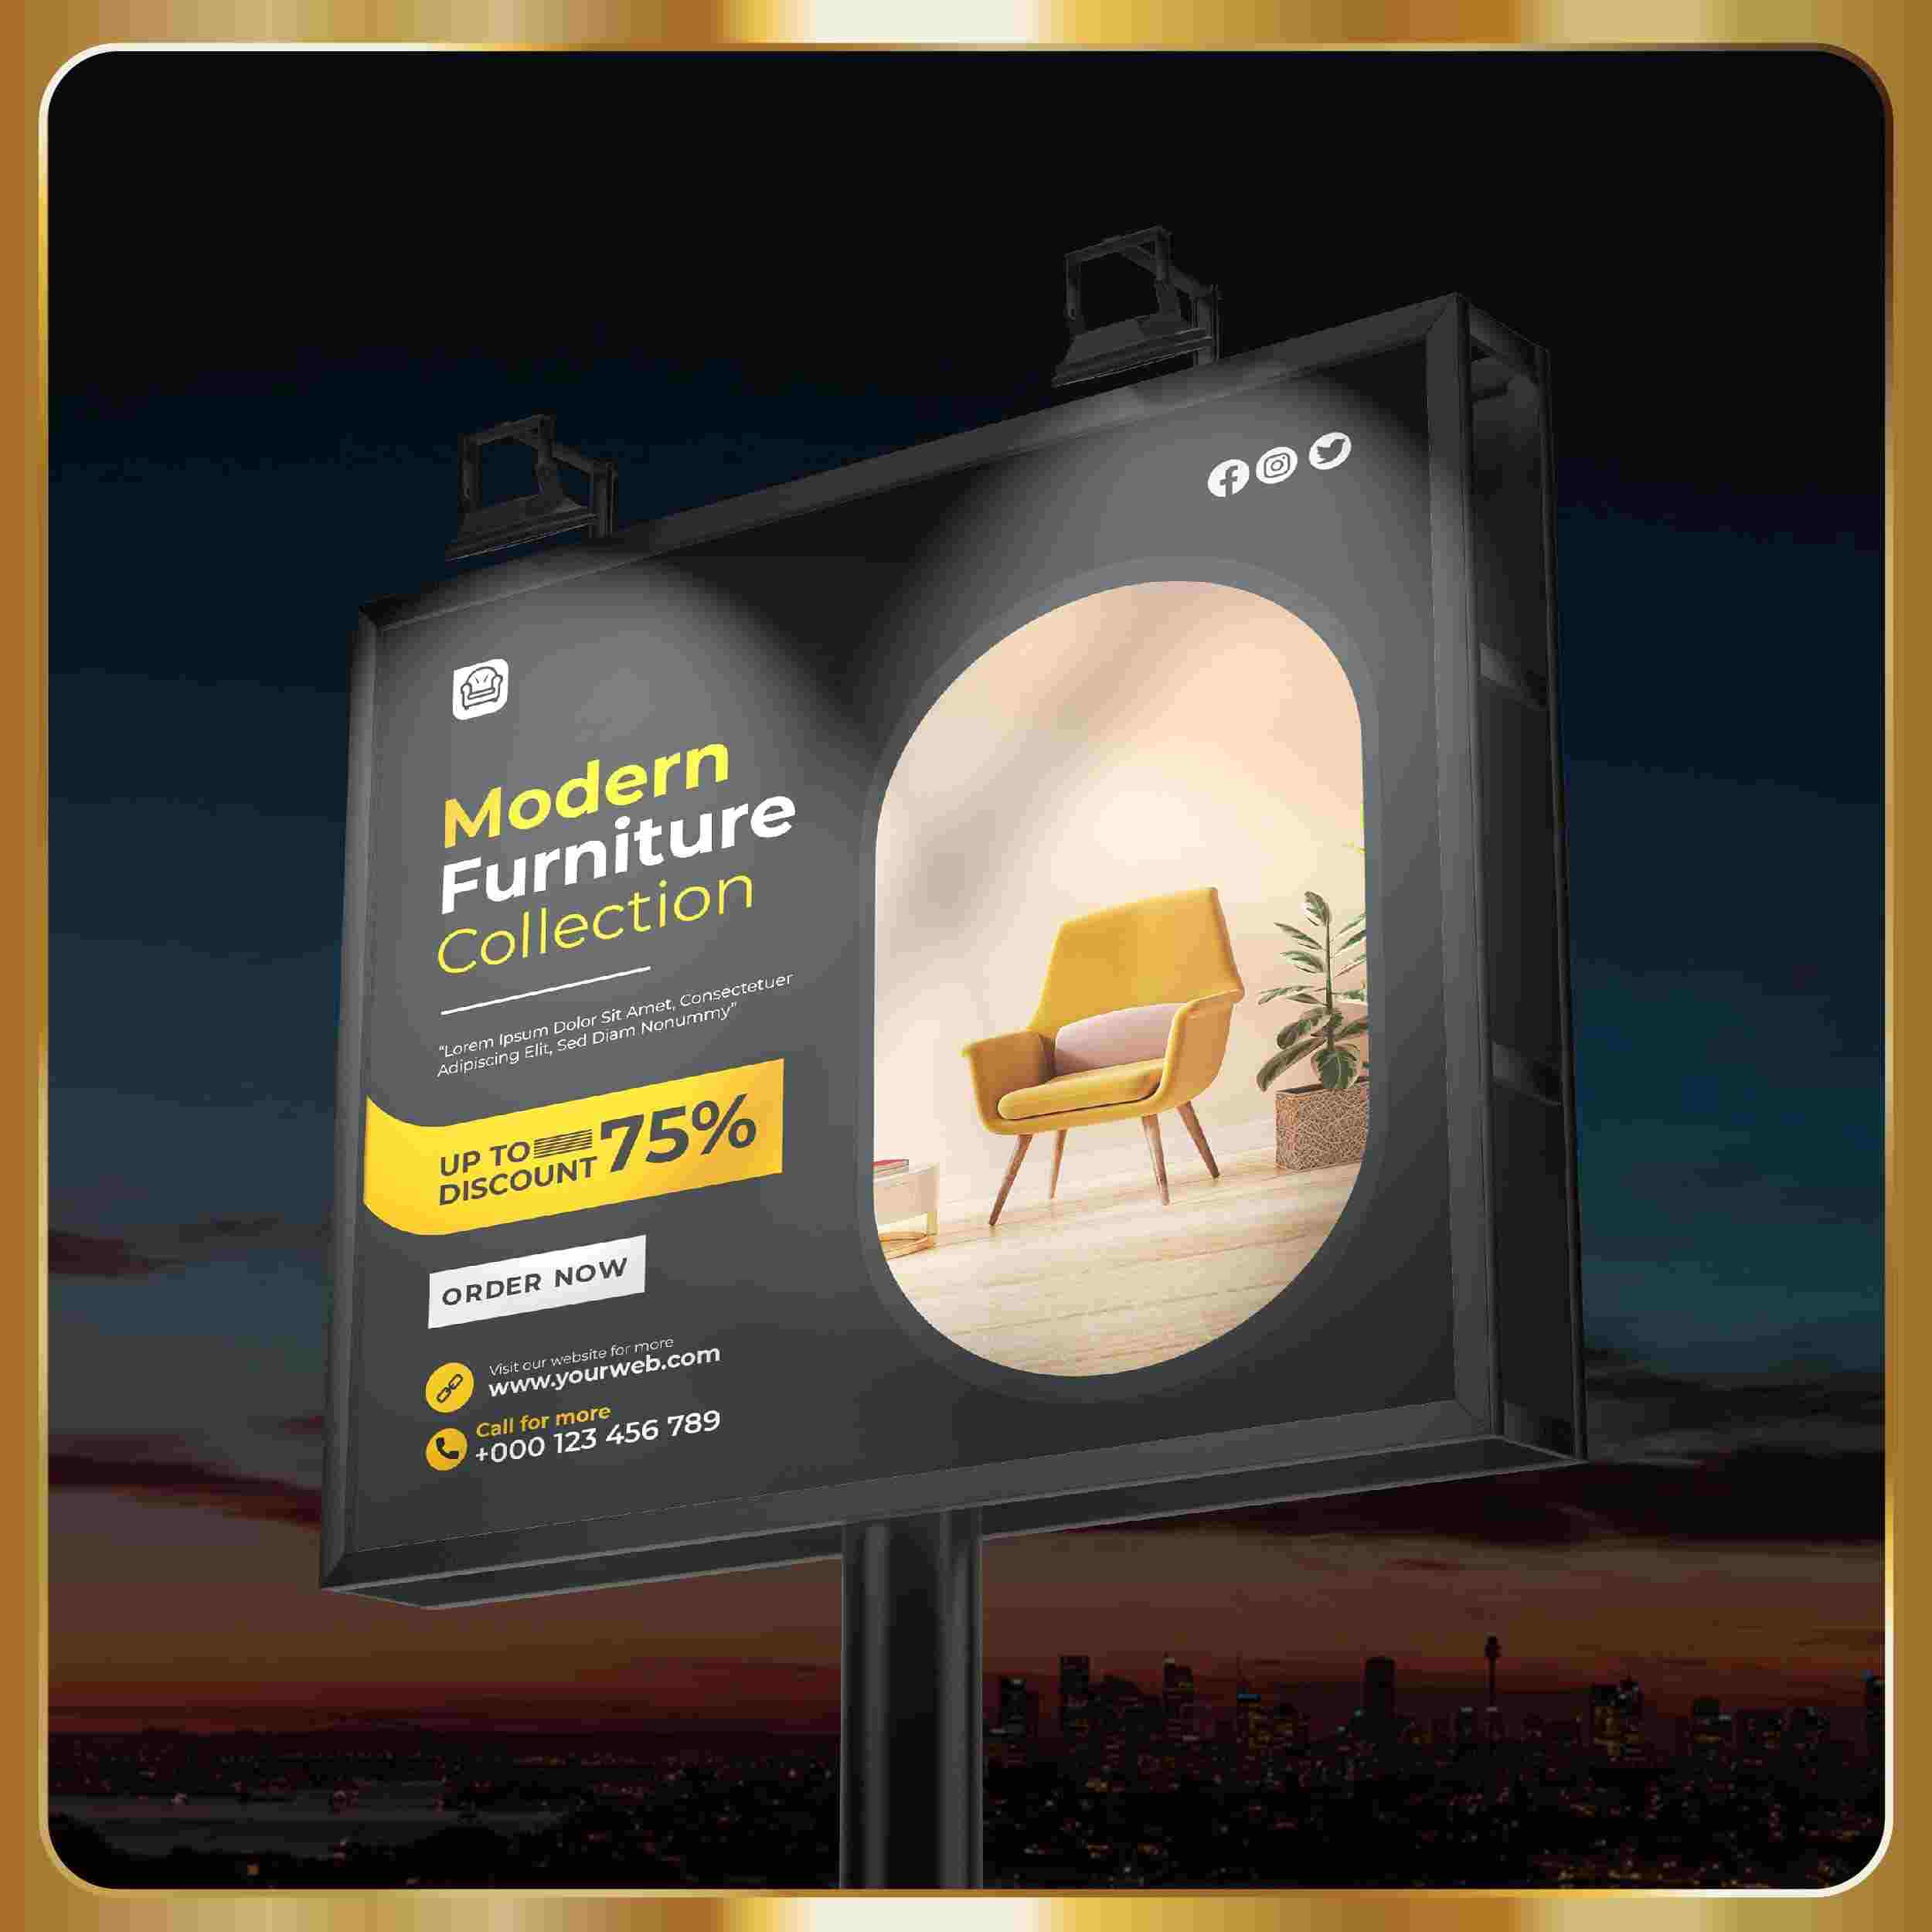 Modern
Furniture
Collection
"Lorem Ipsum Dolor Sit Amet, Consectetuer
Adipiscing Elit, Sed Diam Nonummy"
UP TO
DISCOUNT
75%
ORDER NOW
Visit our website for more
www.yourweb.com
Call for more
+000 123 456 789